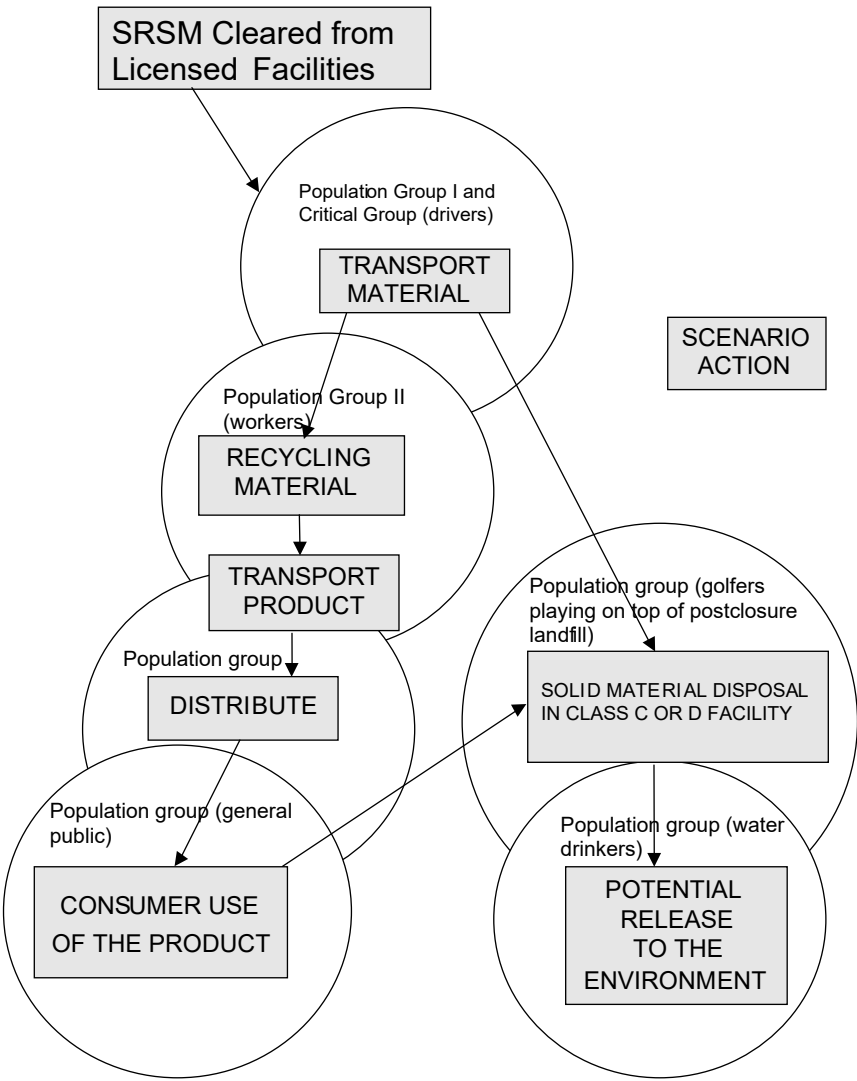 SRSM Cleared from
Licensed Facilities
Population Group I and
Critical Group (drivers)
TRANSPORT
MATERIAL
SCENARIO
ACTION
Population Group II
(workers)
RECYCLING
MATERIAL
TRANSPORT
PRODUCT
Population group (golfers
playing on top of postclosure
landfill)
Population group
DISTRIBUTE
SOLID MATERIAL DISPOSAL
IN CLASS C OR D FACILITY
Population group (general
public)
Population group (water
drinkers)
CONSUMER USE
OF THE PRODUCT
POTENTIAL
RELEASE
TO THE
ENVIRONMENT